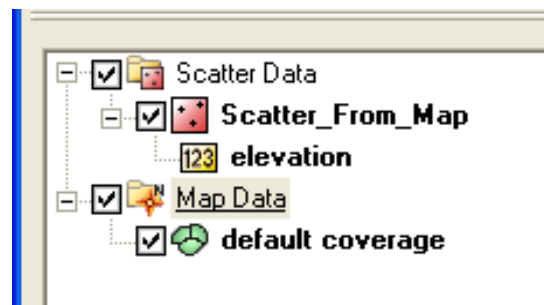 Scatter Data
Scatter_From_Map
123 elevation
N
Map Data
default coverage